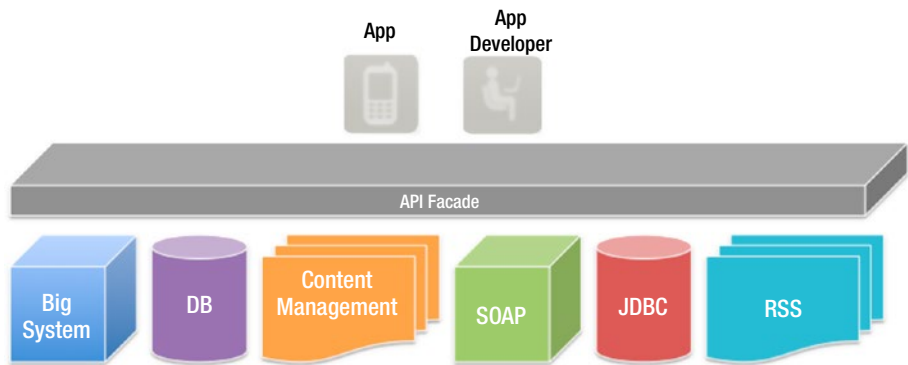 App
App
Developer
API Facade
Big
System
DB
Content
Management
SOAP
JDBC
RSS